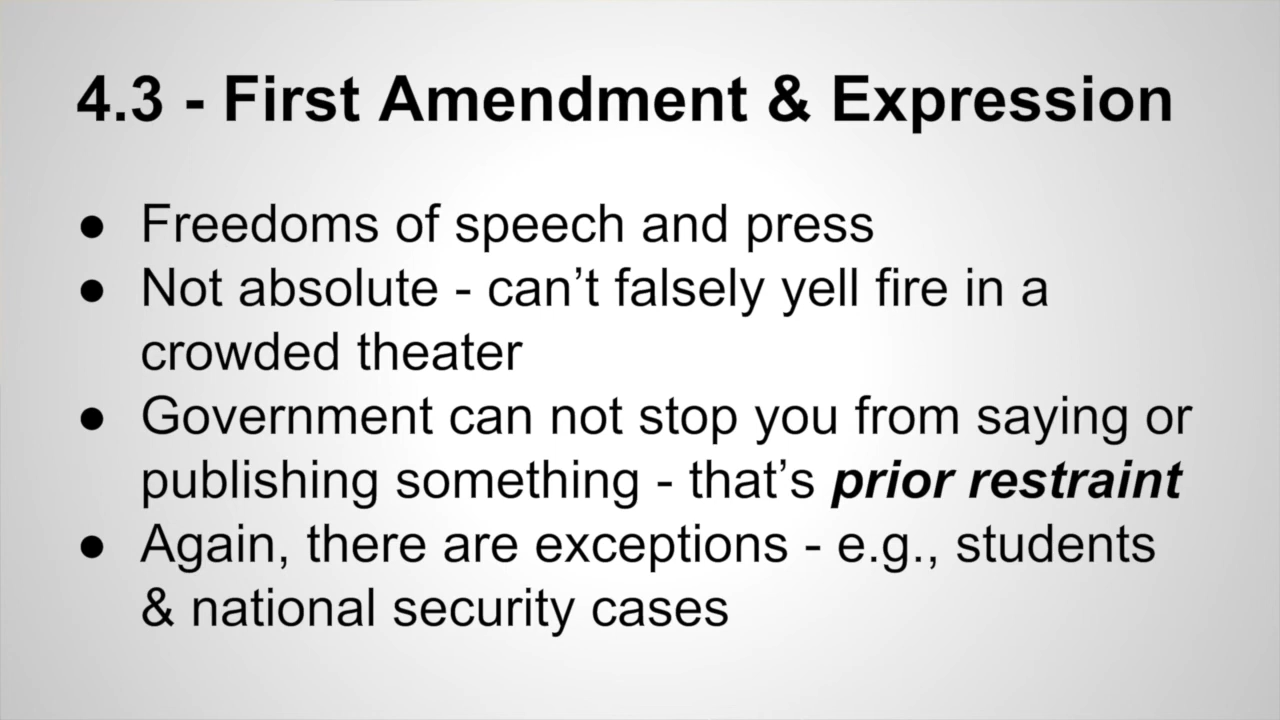 4.3 - First Amendment & Expression
● Freedoms of speech and press
● Not absolute - can’t falsely yell fire in a
crowded theater
● Government can not stop you from saying or
publishing something - that’s prior restraint
● Again, there are exceptions - e.g., students
& national security cases